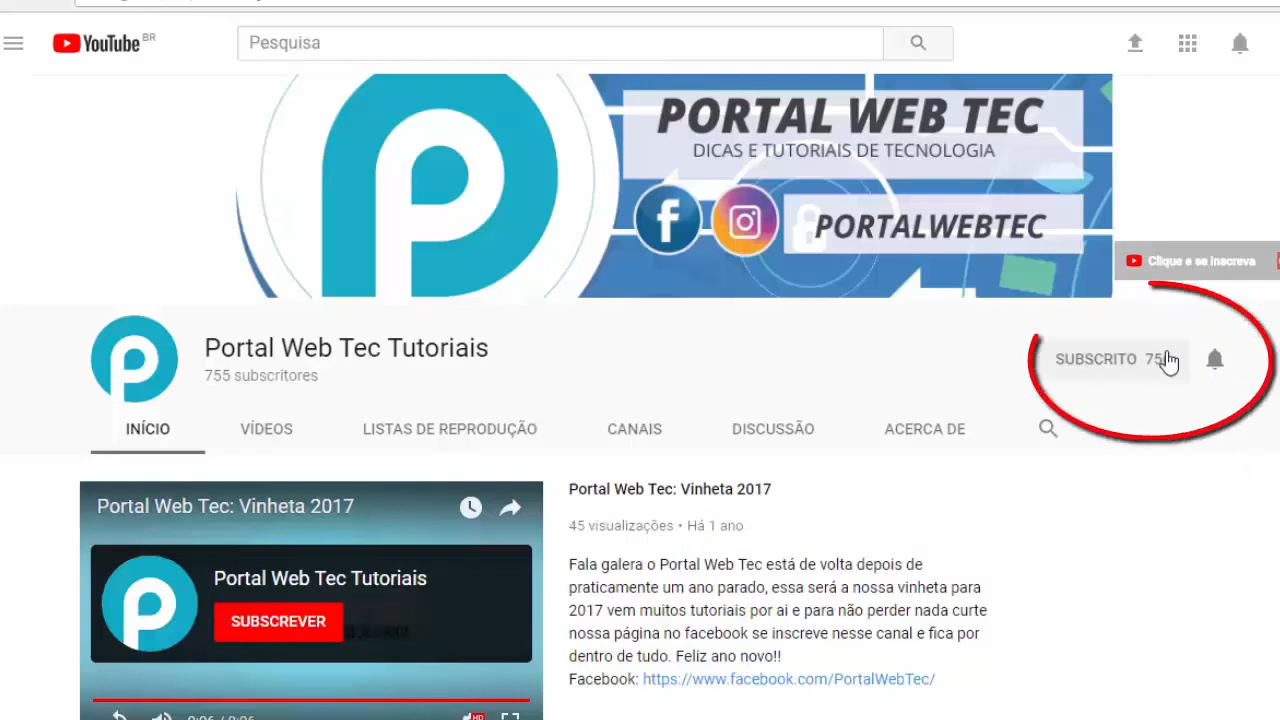 YouTube BR
Pesquisa
PORTAL WEB TEC
DICAS E TUTORIAIS DE TECNOLOGIA
PORTALWEBTEC
Clique e se inscreva
Portal Web Tec Tutoriais
755 subscritores
SUBSCRITO
INÍCIO VÍDEOS LISTAS DE REPRODUÇÃO CANAIS DISCUSSÃO ACERCA DE
Portal Web Tec: Vinheta 2017
Portal Web Tec Tutoriais
SUBSCREVER
Portal Web Tec: Vinheta 2017
45 visualizações • Há 1 ano
Fala galera o Portal Web Tec está de volta depois de
praticamente um ano parado, essa será a nossa vinheta para
2017 vem muitos tutoriais por ai e para não perder nada curte
nossa página no facebook se inscreve nesse canal e fica por
dentro de tudo. Feliz ano novo!!
Facebook: https://www.facebook.com/PortalWebTec/
HD